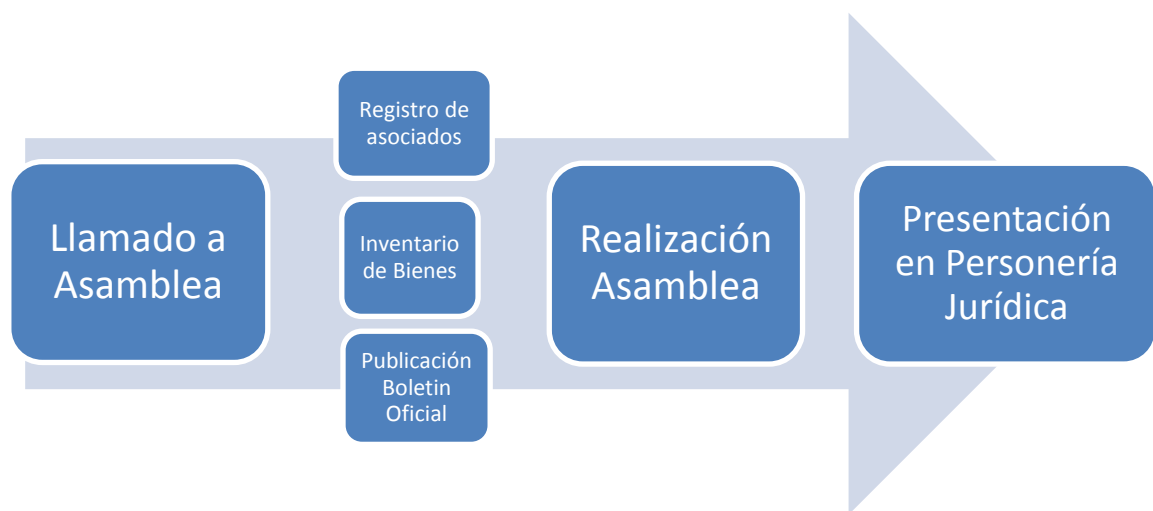 Llamado a
Asamblea
Registro de
asociados
Inventario
de Bienes
Publicación
Boletin
Oficial
Realización
Asamblea
Presentación
en Personería
Jurídica